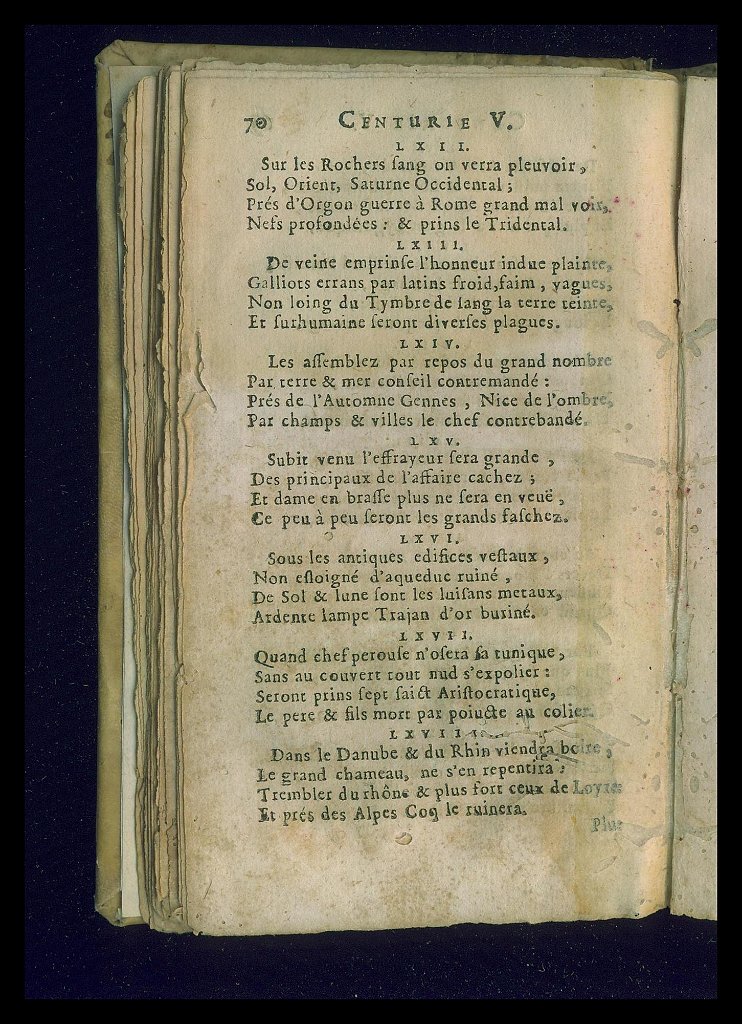 70 CENTURIE V.
LXII.
Sur les Rochers ſang on verra pleuvoir,
Sol, Orient, Saturne Occidental;
Prés d'Orgon guerre à Rome grand mal voir,
Nefs profondées: & prins le Tridental.
LXIII.
De veine emprinſe l'honneur indue plainte,
Galliots errans par latins froid, faim, vagues,
Non loing du Tymbre de ſang la terre teinte,
Et ſurhumaine ſeront diverſes plagues.
LXIV.
Les aſſemblez par repos du grand nombre
Par terre & mer conſeil contremandé:
Prés de l'Automne Gennes, Nice de l'ombre,
Par champs & villes le chef contrebandé.
LXV.
Subit venu l'effrayeur ſera grande,
Des principaux de l'affaire cachez;
Et dame en braſſe plus ne ſera en veuë,
Ce peu à peu ſeront les grands faſchez.
LXVI.
Sous les antiques edifices veſtaux,
Non eſloigné d'aqueduc ruiné,
De Sol & lune ſont les luiſans metaux,
Ardente lampe Trajan d'or buriné.
LXVII.
Quand chef perouſe n'oſera ſa tunique,
Sans au couvert tout nud s'expolier:
Seront prins ſept faict Ariſtocratique,
Le pere & fils mort par poiucte au colier.
LXVIII.
Dans le Danube & du Rhin viendra boire,
Le grand chameau, ne s'en repentira:
Trembler du rhône & plus fort ceux de Loyre:
Et prés des Alpes Coq le ruinera.
Plus